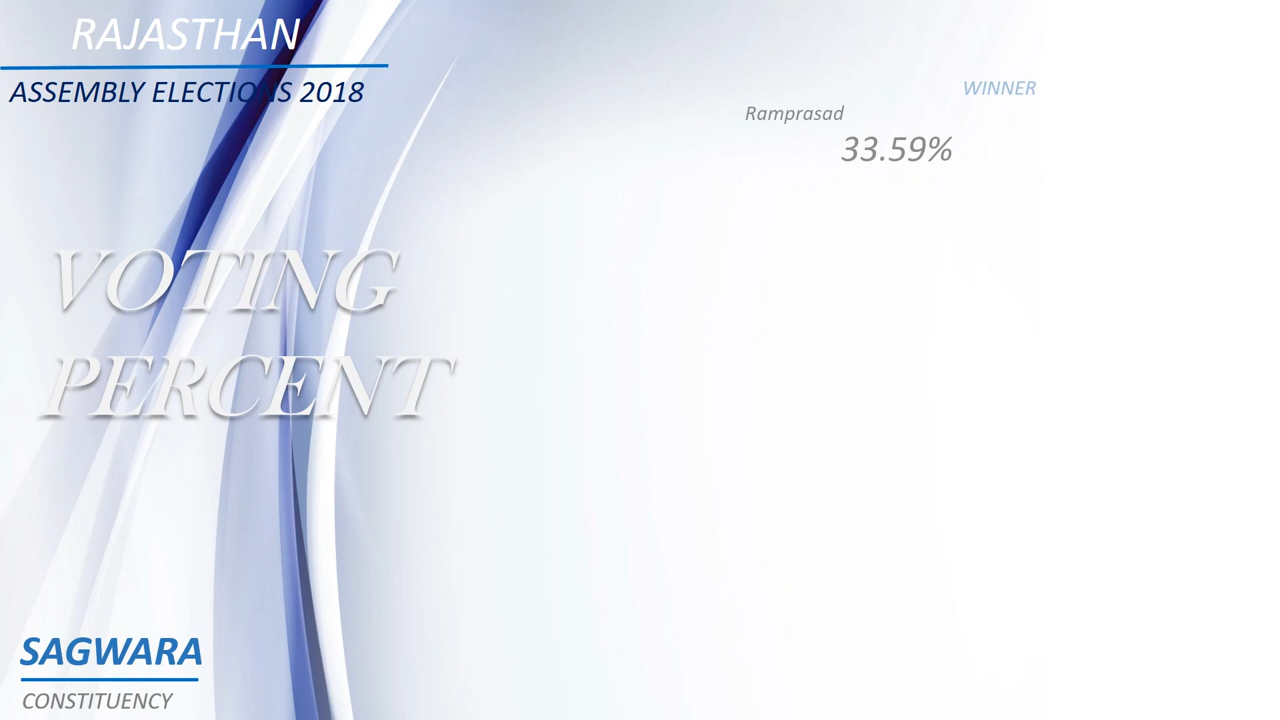 RAJASTHAN
ASSEMBLY ELECTIONS 2018
WINNER
Ramprasad
33.59%
VOTING
PERCENT
SAGWARA
CONSTITUENCY